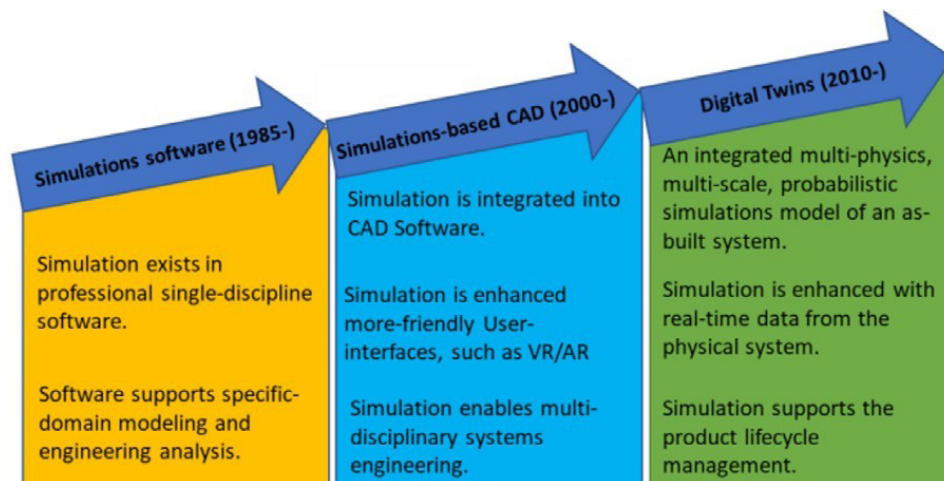 Simulations software (1985-)
Simulation exists in
professional single-discipline
software.
Software supports specific-
domain modeling and
engineering analysis.
Simulations-based CAD (2000-)
Simulation is integrated into
CAD Software.
Simulation is enhanced
more-friendly User-
interfaces, such as VR/AR
Simulation enables multi-
disciplinary systems
engineering.
Digital Twins (2010-)
An integrated multi-physics,
multi-scale, probabilistic
simulations model of an as-
built system.
Simulation is enhanced with
real-time data from the
physical system.
Simulation supports the
product lifecycle
management.